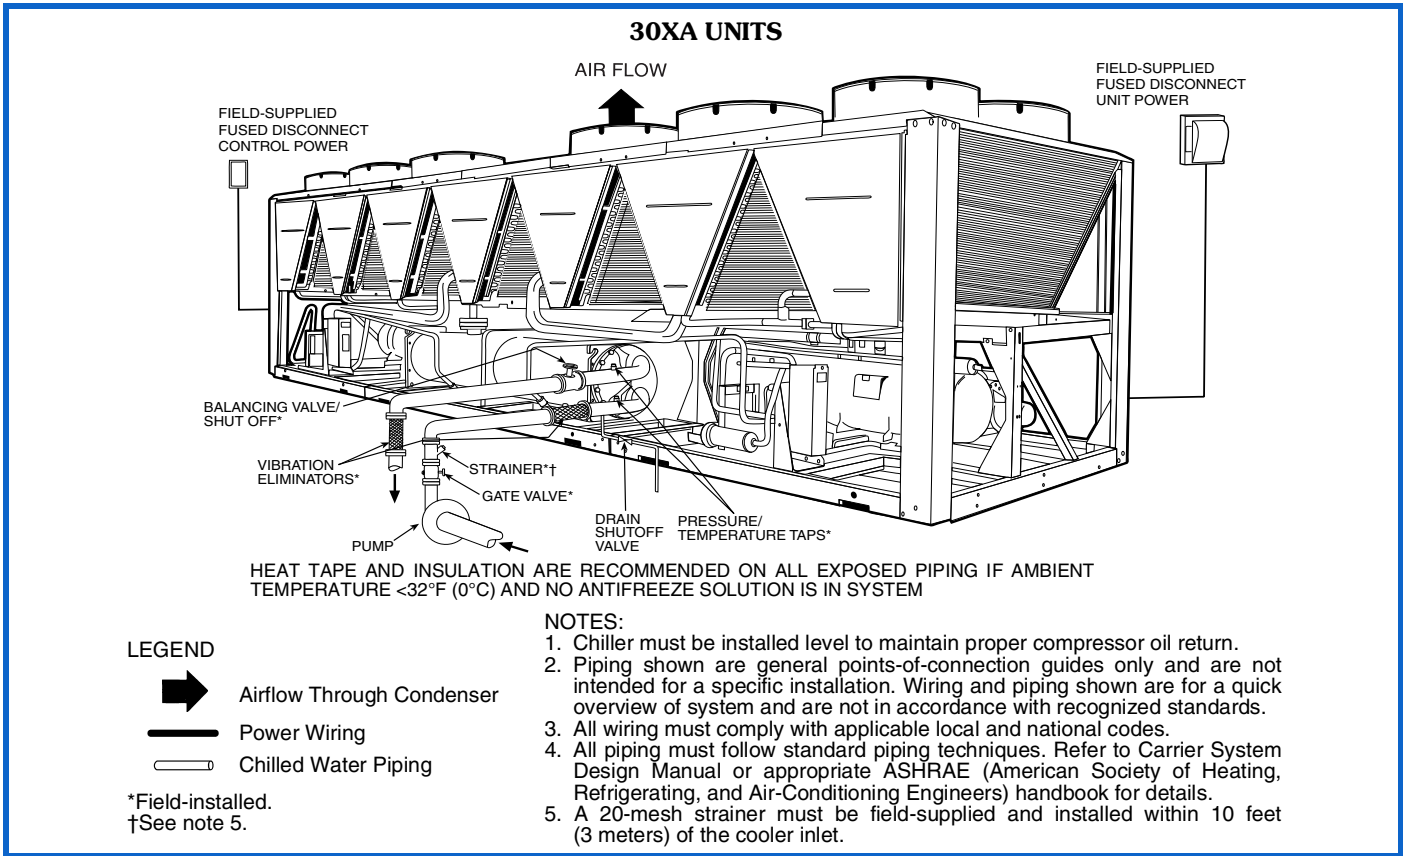 30XA UNITS
AIR FLOW
FIELD-SUPPLIED
FUSED DISCONNECT
UNIT POWER
FIELD-SUPPLIED
FUSED DISCONNECT
CONTROL POWER
BALANCING VALVE/
SHUT OFF*
VIBRATION
ELIMINATORS*
STRAINER*†
GATE VALVE*
PUMP
DRAIN
SHUTOFF
VALVE
PRESSURE/
TEMPERATURE TAPS*
HEAT TAPE AND INSULATION ARE RECOMMENDED ON ALL EXPOSED PIPING IF AMBIENT
TEMPERATURE <32°F (0°C) AND NO ANTIFREEZE SOLUTION IS IN SYSTEM
LEGEND
Airflow Through Condenser
Power Wiring
Chilled Water Piping
*Field-installed.
†See note 5.
NOTES:
1. Chiller must be installed level to maintain proper compressor oil return.
2. Piping shown are general points-of-connection guides only and are not
intended for a specific installation. Wiring and piping shown are for a quick
overview of system and are not in accordance with recognized standards.
3. All wiring must comply with applicable local and national codes.
4. All piping must follow standard piping techniques. Refer to Carrier System
Design Manual or appropriate ASHRAE (American Society of Heating,
Refrigerating, and Air-Conditioning Engineers) handbook for details.
5. A 20-mesh strainer must be field-supplied and installed within 10 feet
(3 meters) of the cooler inlet.